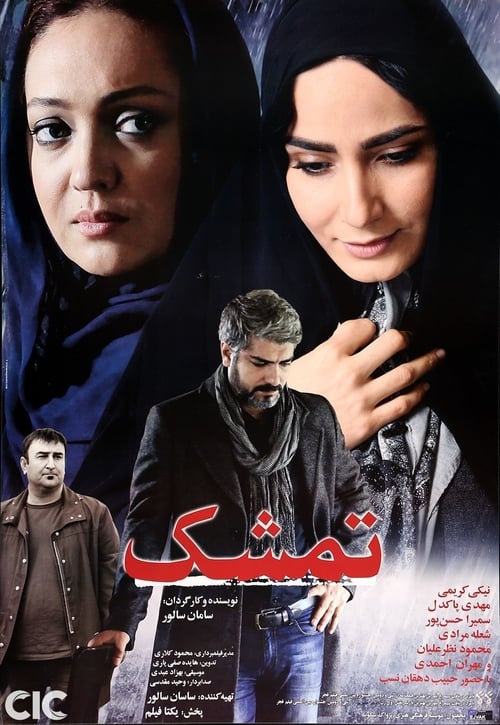 تمشک
نویسنده و کارگردان:
سامان سالور
مدیر فیلمبرداری: محمود کلاری
تدوین: هایده صفی یاری
موسیقی: بهزاد عبدی
صدابردار: وحید مقدسی
تهیه‌کننده: ساسان سالور
پخش: یکتا فیلم
نیکی کریمی
مهدی پاکدل
سمیرا حسن‌پور
شعله مرادی
محمود نظرعلیان
و مهران احمدی
با حضور حبیب دهقان نسب
CIC